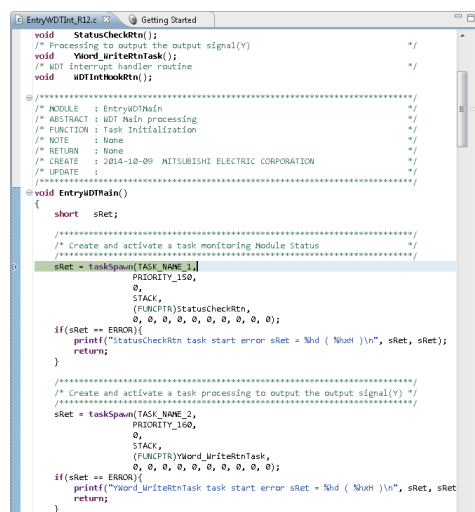 EntryWDTInt_R12.c Getting Started
void StatusCheckRtn();
/* Processing to output the output signal(Y) */
void YWord_WriteRtnTask();
/* WDT interrupt handler routine */
void WDTIntHookRtn();
/****************************************************************************/
/* MODULE : EntryWDTMain */
/* ABSTRACT : WDT Main processing */
/* FUNCTION : Task Initialization */
/* NOTE : None */
/* RETURN : None */
/* CREATE : 2014-10-09 MITSUBISHI ELECTRIC CORPORATION */
/* UPDATE : */
/****************************************************************************/
void EntryWDTMain()
{
short sRet;
/************************************************************************/
/* Create and activate a task monitoring Module Status */
/************************************************************************/
sRet = taskSpawn(TASK_NAME_1,
PRIORITY_150,
0,
STACK,
(FUNCPTR)StatusCheckRtn,
0, 0, 0, 0, 0, 0, 0, 0, 0, 0);
if(sRet == ERROR){
printf("StatusCheckRtn task start error sRet = %hd ( %hxH )\n", sRet, sRet);
return;
}
/************************************************************************/
/* Create and activate a task processing to output the output signal(Y) */
/************************************************************************/
sRet = taskSpawn(TASK_NAME_2,
PRIORITY_160,
0,
STACK,
(FUNCPTR)YWord_WriteRtnTask,
0, 0, 0, 0, 0, 0, 0, 0, 0, 0);
if(sRet == ERROR){
printf("YWord_WriteRtnTask task start error sRet = %hd ( %hxH )\n", sRet, sRet
return;
}